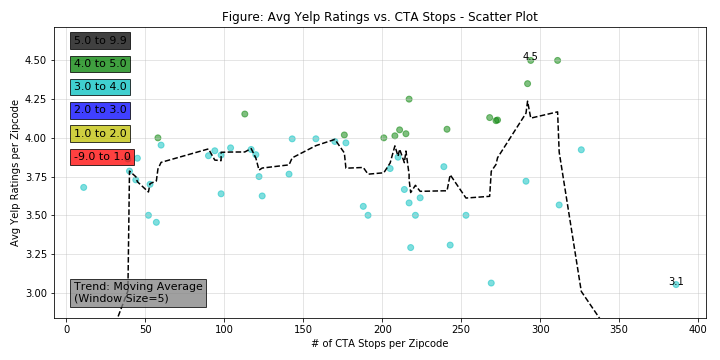 Figure: Avg Yelp Ratings vs. CTA Stops - Scatter Plot
5.0 to 9.9
4.0 to 5.0
3.0 to 4.0
2.0 to 3.0
1.0 to 2.0
-9.0 to 1.0
4.5
3.1
Trend: Moving Average
(Window Size=5)
Avg Yelp Ratings per Zipcode
4.50
4.25
4.00
3.75
3.50
3.25
3.00
0 50 100 150 200 250 300 350 400
# of CTA Stops per Zipcode